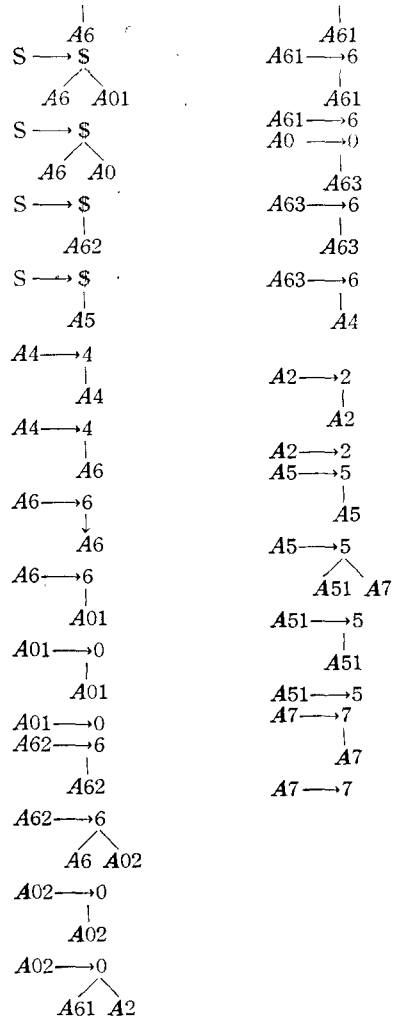 A6
S → $
A6 A01
S → $
A6 A0
S → $
A62
S → $
A5
A4 → 4
A4
A4 → 4
A6
A6 → 6
A6
A6 → 6
A01
A01 → 0
A01
A01 → 0
A62 → 6
A62
A62 → 6
A6 A02
A02 → 0
A02
A02 → 0
A61 A2
A61
A61 → 6
A61
A61 → 6
A0 → 0
A63
A63 → 6
A63
A63 → 6
A4
A2 → 2
A2
A2 → 2
A5 → 5
A5
A5 → 5
A51 A7
A51 → 5
A51
A51 → 5
A7 → 7
A7
A7 → 7